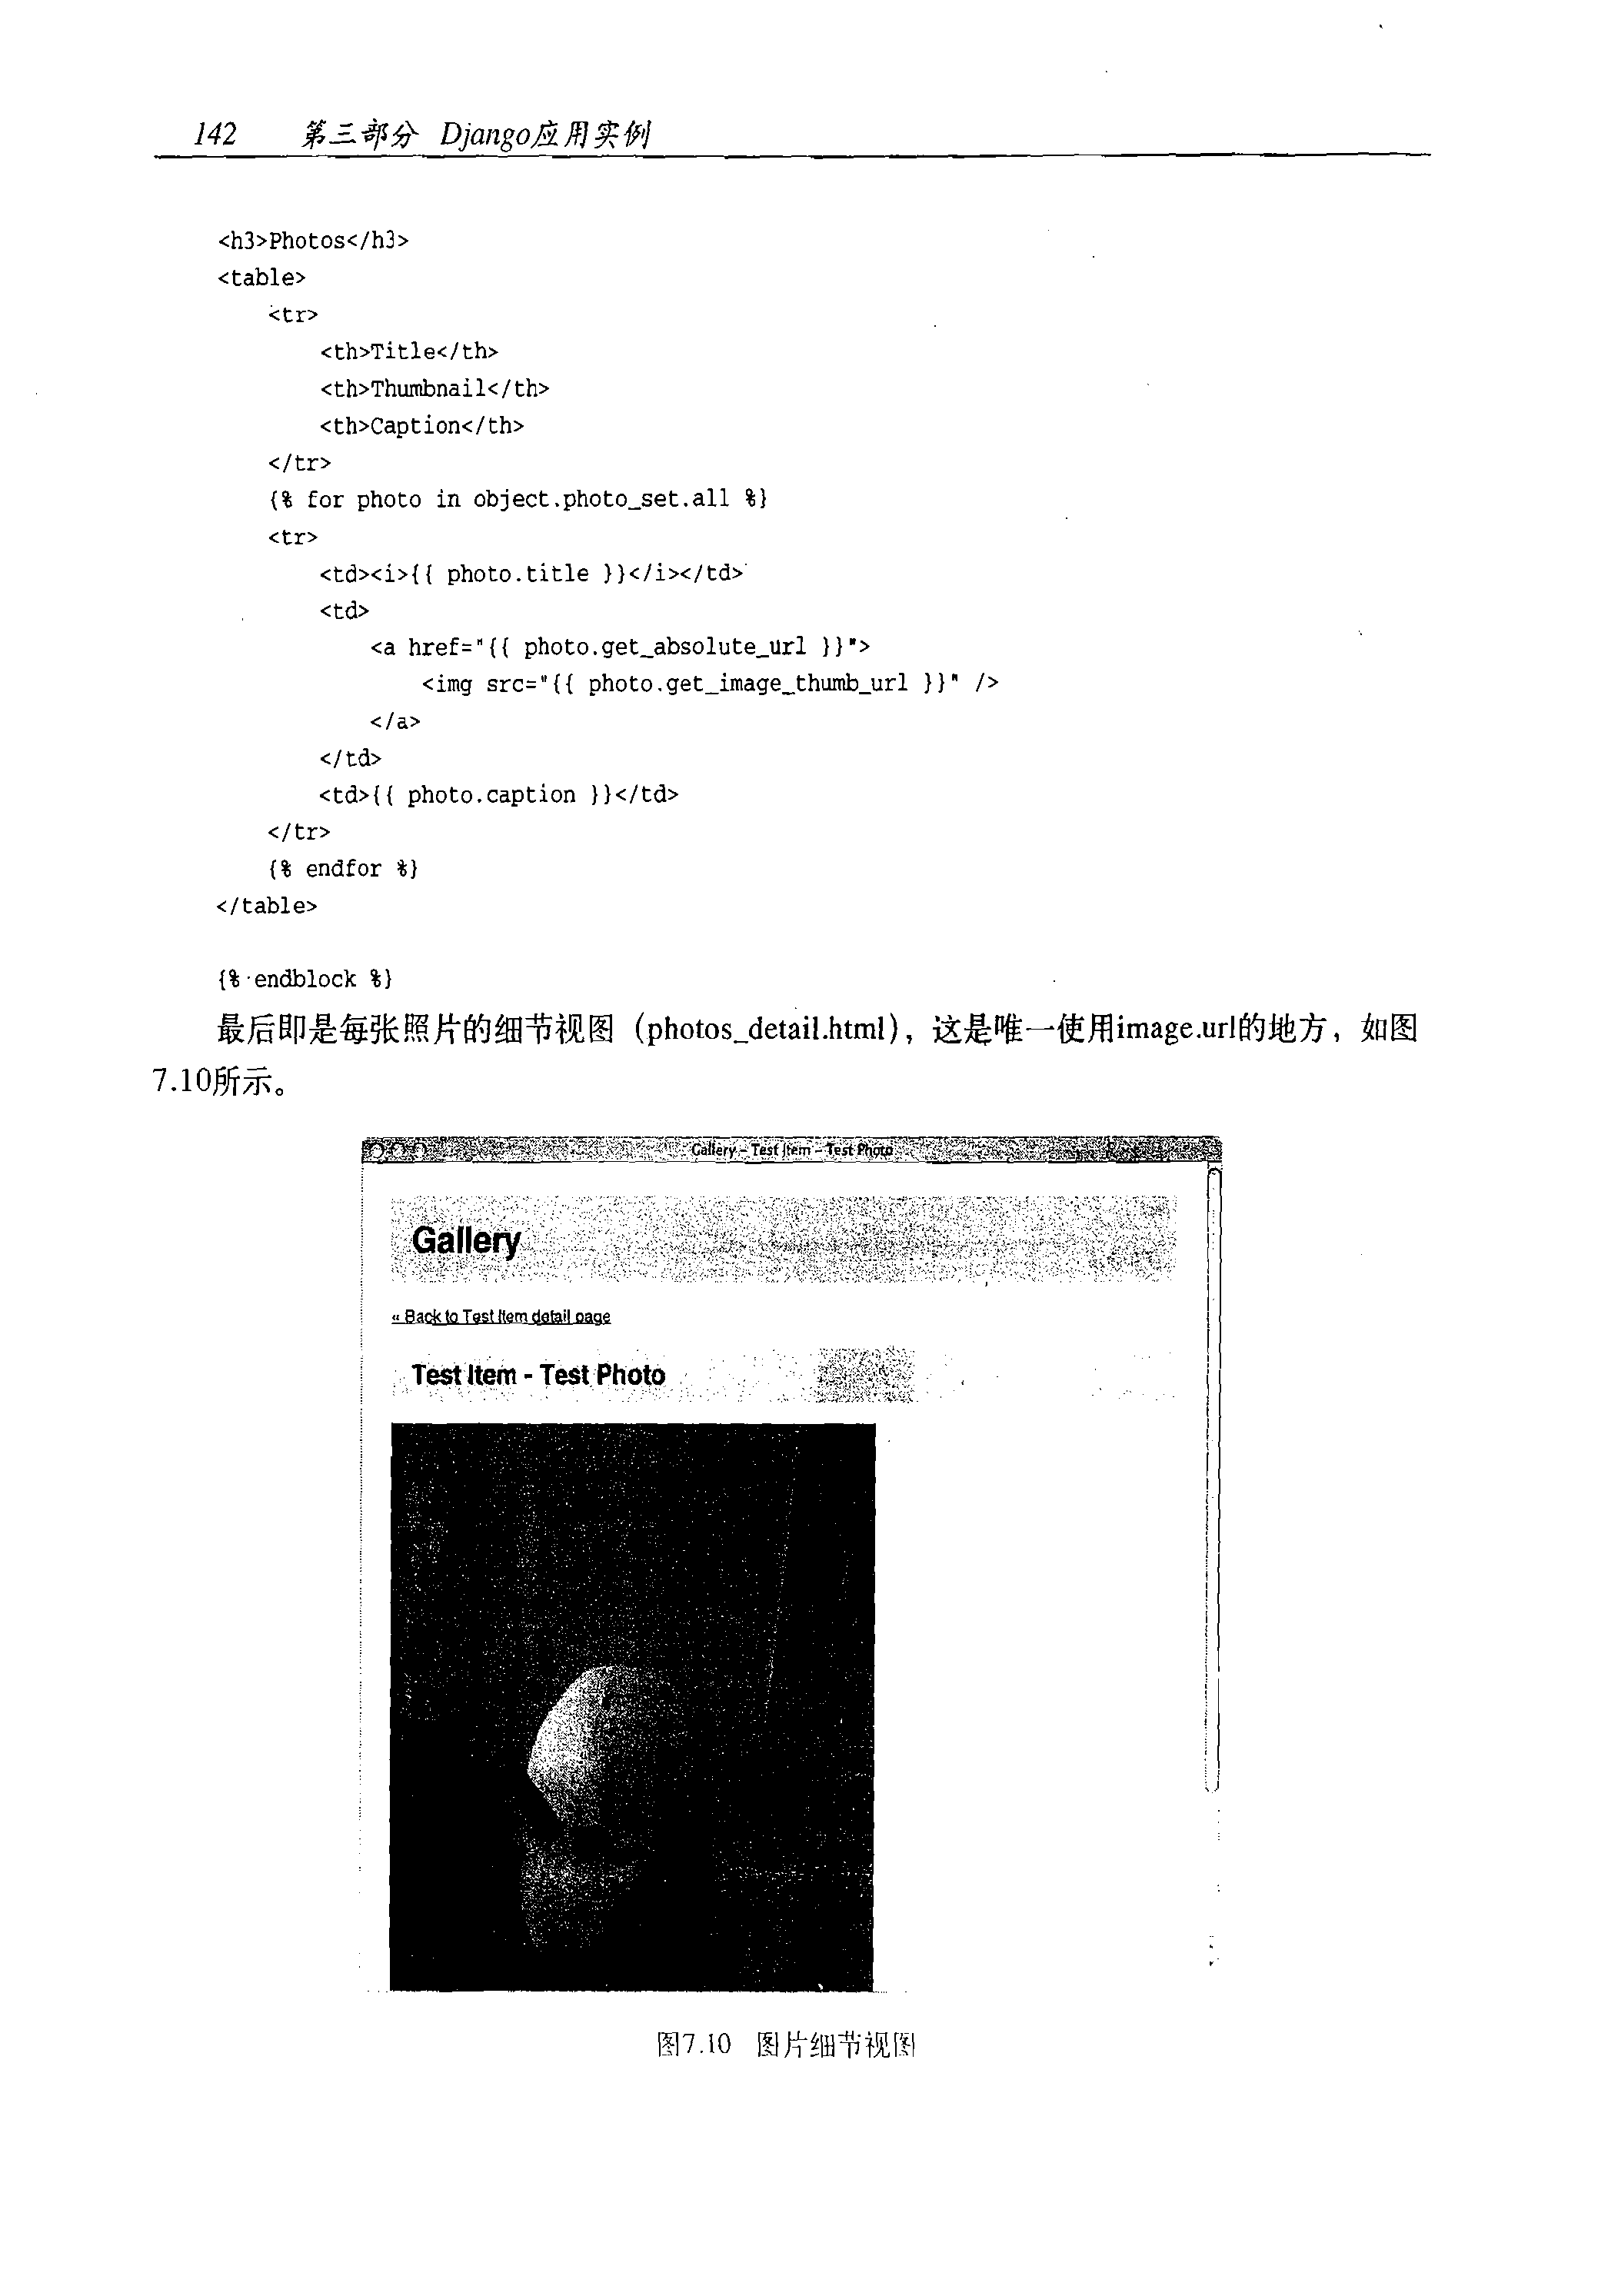 142 第三部分 Django应用实例
<h3>Photos</h3>
<table>
    <tr>
        <th>Title</th>
        <th>Thumbnail</th>
        <th>Caption</th>
    </tr>
    {% for photo in object.photo_set.all %}
    <tr>
        <td><i>{{ photo.title }}</i></td>
        <td>
            <a href="{{ photo.get_absolute_url }}">
                <img src="{{ photo.get_image_thumb_url }}" />
            </a>
        </td>
        <td>{{ photo.caption }}</td>
    </tr>
    {% endfor %}
</table>
{% endblock %}
最后即是每张照片的细节视图（photos_detail.html），这是唯一使用image.url的地方，如图
7.10所示。
Gallery – Test Item – Test Photo
Gallery
« Back to Test Item detail page
Test Item - Test Photo
图7.10 图片细节视图